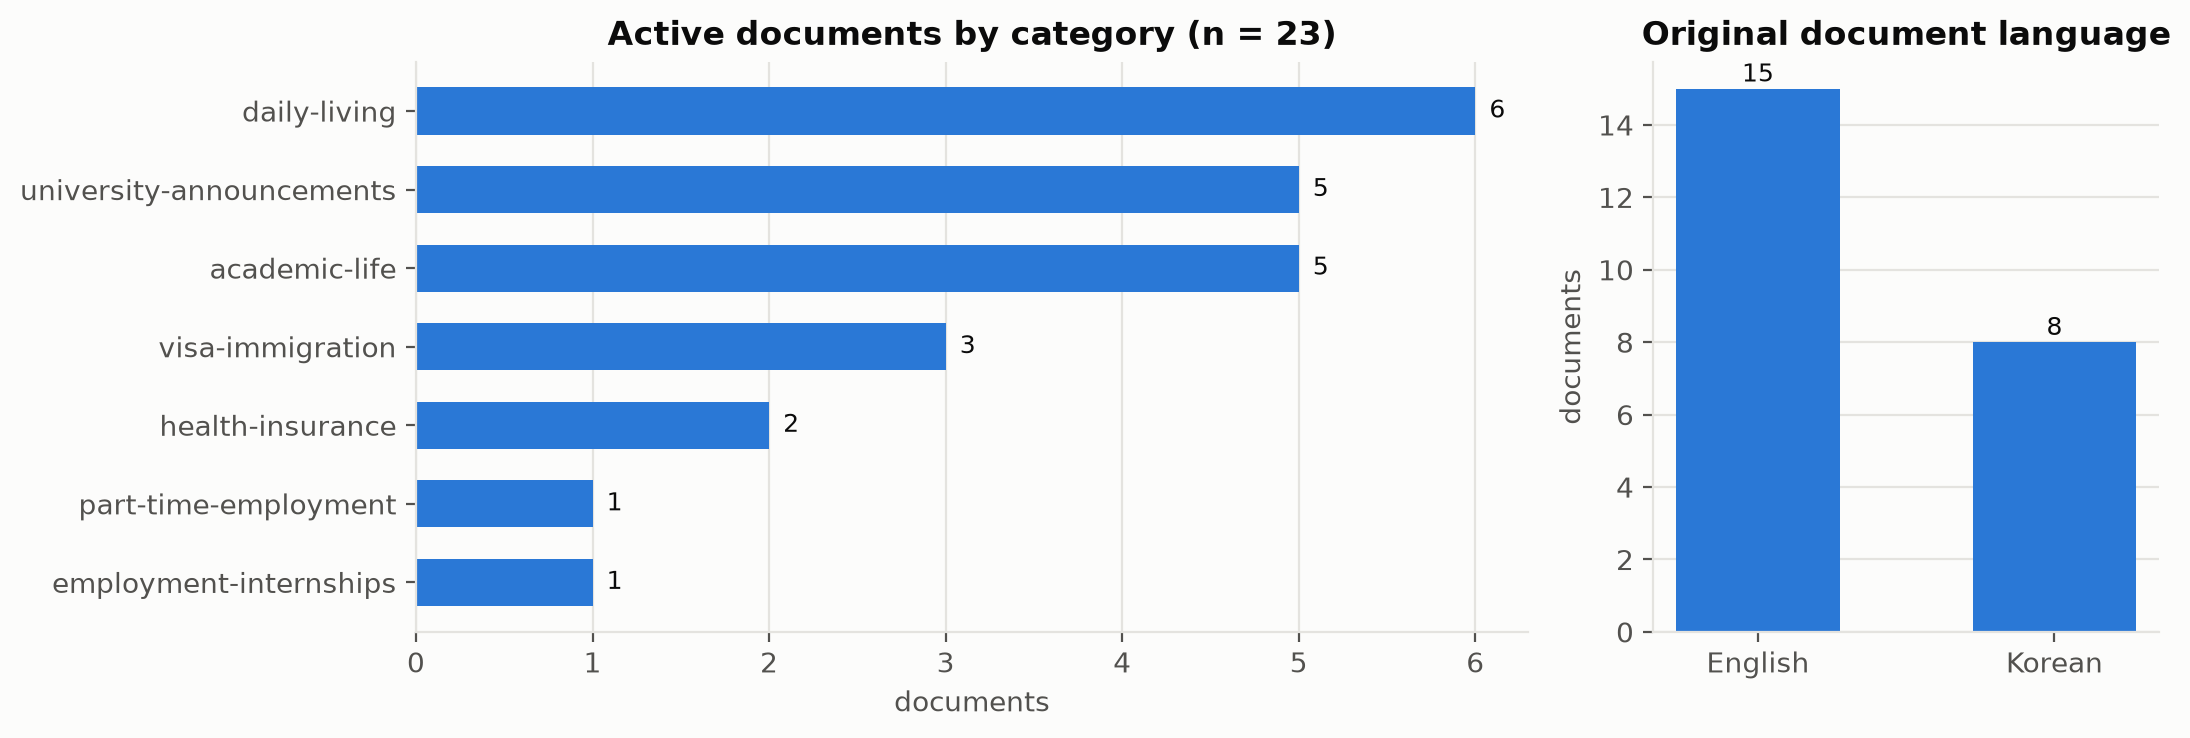 Active documents by category (n = 23)
daily-living
6
university-announcements
5
academic-life
5
visa-immigration
3
health-insurance
2
part-time-employment
1
employment-internships
1
0 1 2 3 4 5 6
documents
Original document language
15
8
documents
14
12
10
8
6
4
2
0
English Korean